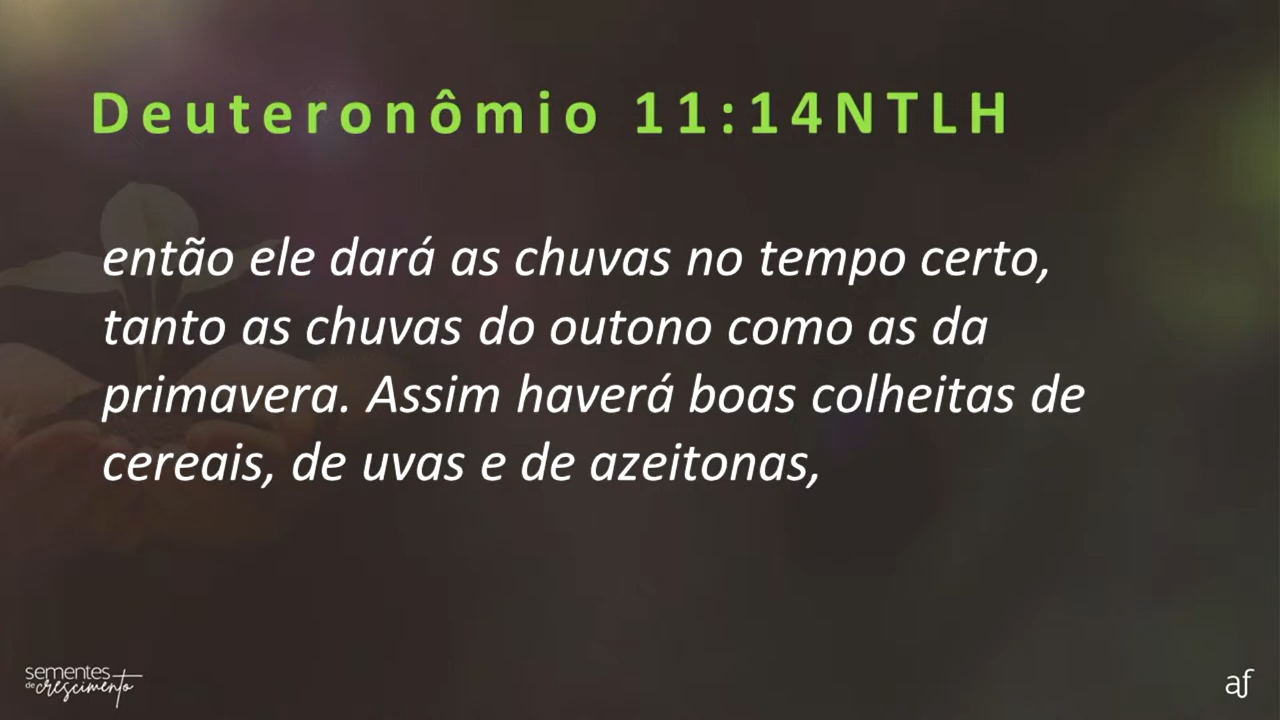 Deuteronômio 11:14NTLH
então ele dará as chuvas no tempo certo,
tanto as chuvas do outono como as da
primavera. Assim haverá boas colheitas de
cereais, de uvas e de azeitonas,
sementes
de crescimento
af